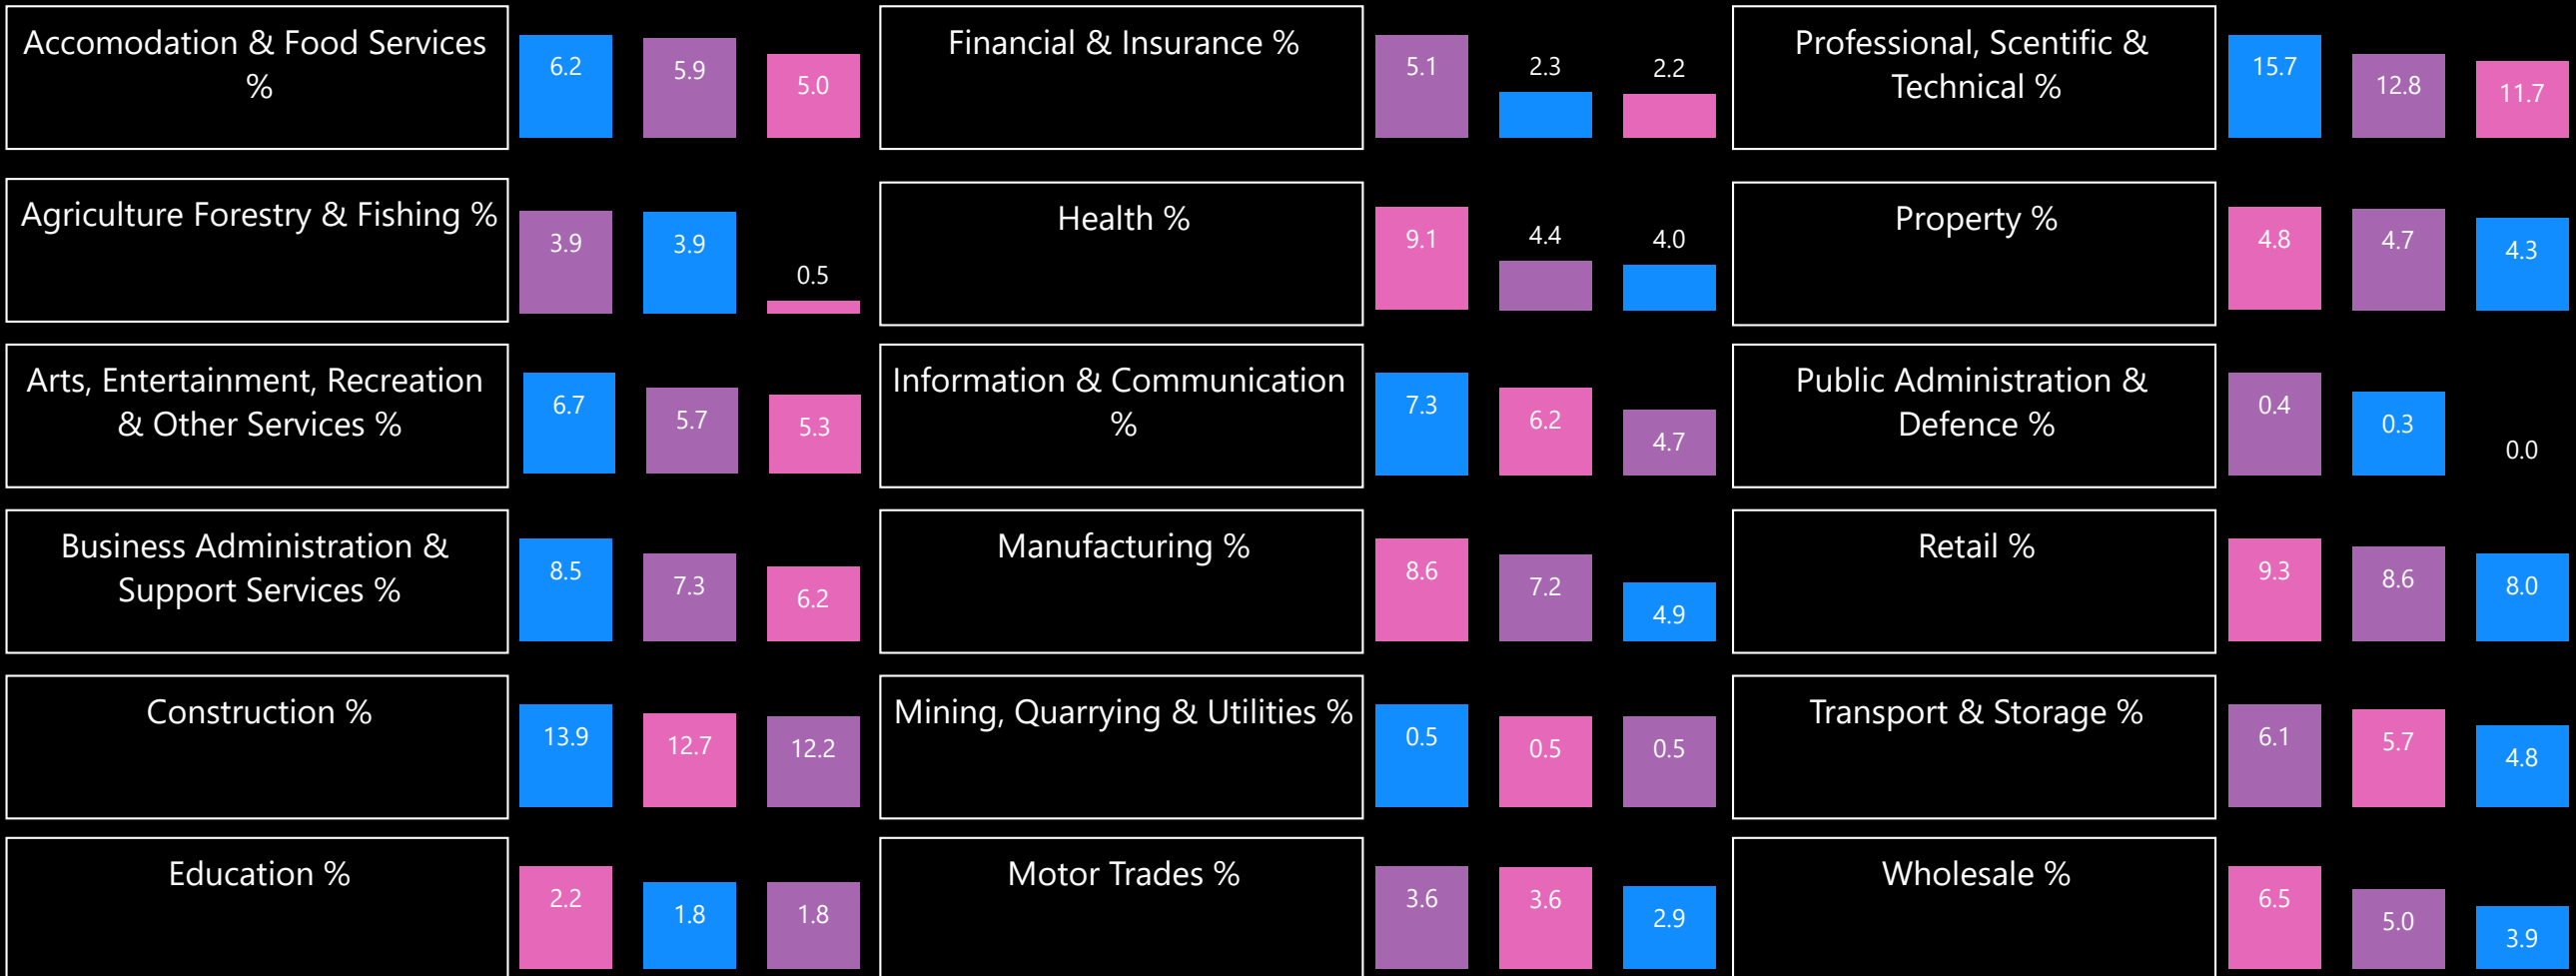 Accomodation & Food Services
%
6.2
5.9
5.0
Financial & Insurance %
5.1
2.3
2.2
Professional, Scentific &
Technical %
15.7
12.8
11.7
Agriculture Forestry & Fishing %
3.9
3.9
0.5
Health %
9.1
4.4
4.0
Property %
4.8
4.7
4.3
Arts, Entertainment, Recreation
& Other Services %
6.7
5.7
5.3
Information & Communication
%
7.3
6.2
4.7
Public Administration &
Defence %
0.4
0.3
0.0
Business Administration &
Support Services %
8.5
7.3
6.2
Manufacturing %
8.6
7.2
4.9
Retail %
9.3
8.6
8.0
Construction %
13.9
12.7
12.2
Mining, Quarrying & Utilities %
0.5
0.5
0.5
Transport & Storage %
6.1
5.7
4.8
Education %
2.2
1.8
1.8
Motor Trades %
3.6
3.6
2.9
Wholesale %
6.5
5.0
3.9